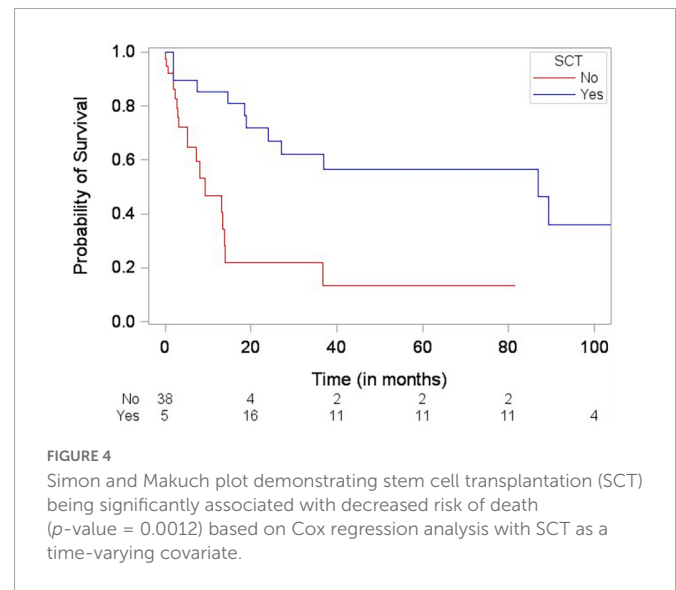 SCT
No
Yes
1.0
0.8
0.6
0.4
0.2
0.0
Probability of Survival
0 20 40 60 80 100
Time (in months)
No 38 4 2 2 2
Yes 5 16 11 11 11 4
FIGURE 4
Simon and Makuch plot demonstrating stem cell transplantation (SCT)
being significantly associated with decreased risk of death
(p-value = 0.0012) based on Cox regression analysis with SCT as a
time-varying covariate.